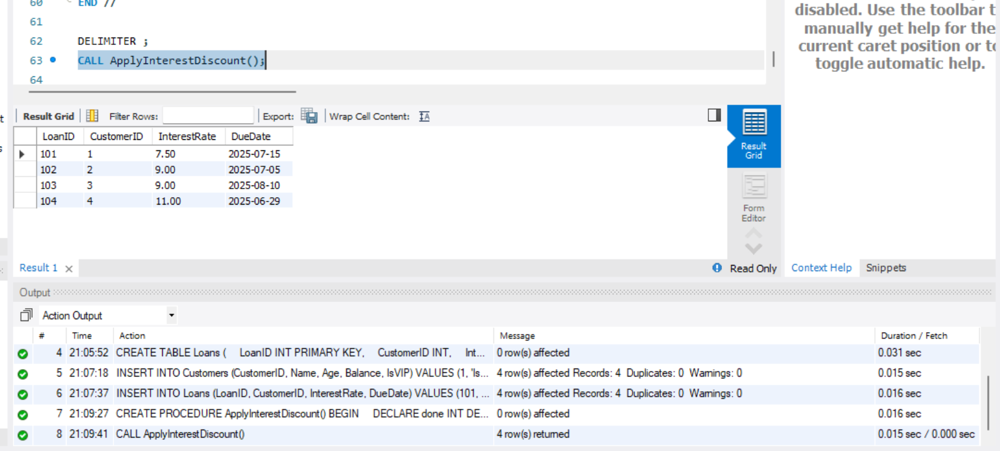 60 END //
61
62 DELIMITER ;
63 CALL ApplyInterestDiscount();
64
disabled. Use the toolbar t
manually get help for the
current caret position or to
toggle automatic help.
Result Grid Filter Rows: Export: Wrap Cell Content:
LoanID CustomerID InterestRate DueDate
101 1 7.50 2025-07-15
102 2 9.00 2025-07-05
103 3 9.00 2025-08-10
104 4 11.00 2025-06-29
Result
Grid
Form
Editor
Result 1 Read Only Context Help Snippets
Output
Action Output
# Time Action Message Duration / Fetch
4 21:05:52 CREATE TABLE Loans ( LoanID INT PRIMARY KEY, CustomerID INT, Int... 0 row(s) affected 0.031 sec
5 21:07:18 INSERT INTO Customers (CustomerID, Name, Age, Balance, IsVIP) VALUES (1, 'Is... 4 row(s) affected Records: 4 Duplicates: 0 Warnings: 0 0.015 sec
6 21:07:37 INSERT INTO Loans (LoanID, CustomerID, InterestRate, DueDate) VALUES (101, ... 4 row(s) affected Records: 4 Duplicates: 0 Warnings: 0 0.016 sec
7 21:09:27 CREATE PROCEDURE ApplyInterestDiscount() BEGIN DECLARE done INT DE... 0 row(s) affected 0.016 sec
8 21:09:41 CALL ApplyInterestDiscount() 4 row(s) returned 0.015 sec / 0.000 sec